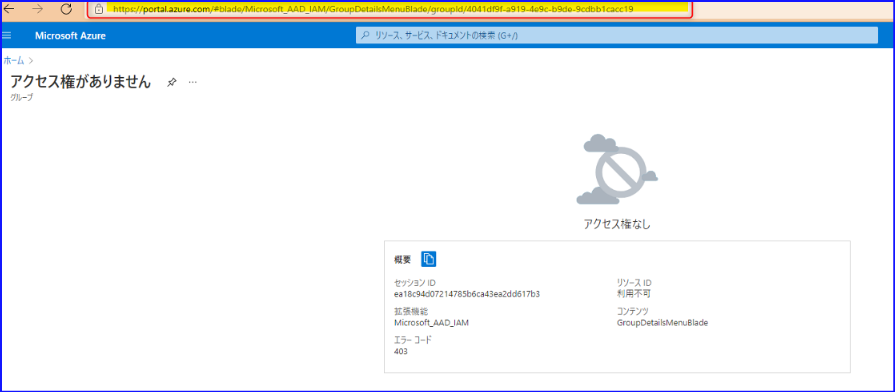 https://portal.azure.com/#blade/Microsoft_AAD_IAM/GroupDetailsMenuBlade/groupId/4041df9f-a919-4e9c-b9de-9cdbb1cacc19
Microsoft Azure
リソース、サービス、ドキュメントの検索 (G+/)
ホーム >
アクセス権がありません ...
グループ
アクセス権なし
概要
セッション ID
ea18c94d07214785b6ca43ea2dd617b3
リソース ID
利用不可
拡張機能
Microsoft_AAD_IAM
コンテンツ
GroupDetailsMenuBlade
エラー コード
403